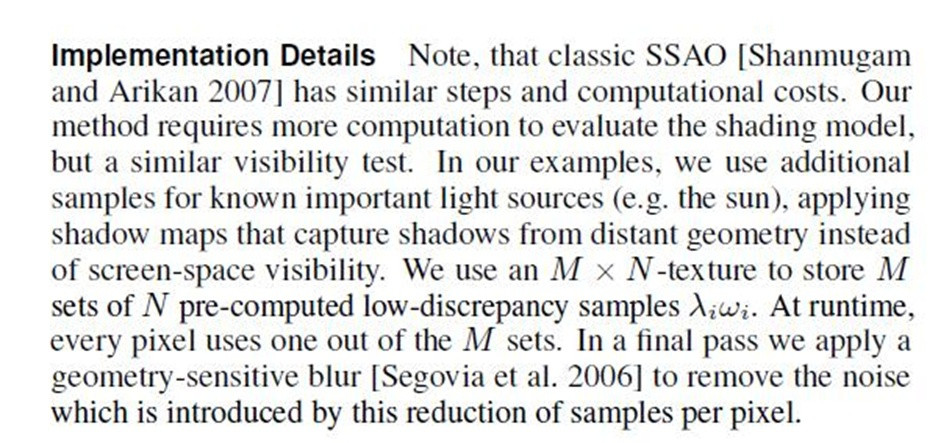 Implementation Details Note, that classic SSAO [Shanmugam
and Arikan 2007] has similar steps and computational costs. Our
method requires more computation to evaluate the shading model,
but a similar visibility test. In our examples, we use additional
samples for known important light sources (e.g. the sun), applying
shadow maps that capture shadows from distant geometry instead
of screen-space visibility. We use an M × N-texture to store M
sets of N pre-computed low-discrepancy samples λᵢωᵢ. At runtime,
every pixel uses one out of the M sets. In a final pass we apply a
geometry-sensitive blur [Segovia et al. 2006] to remove the noise
which is introduced by this reduction of samples per pixel.